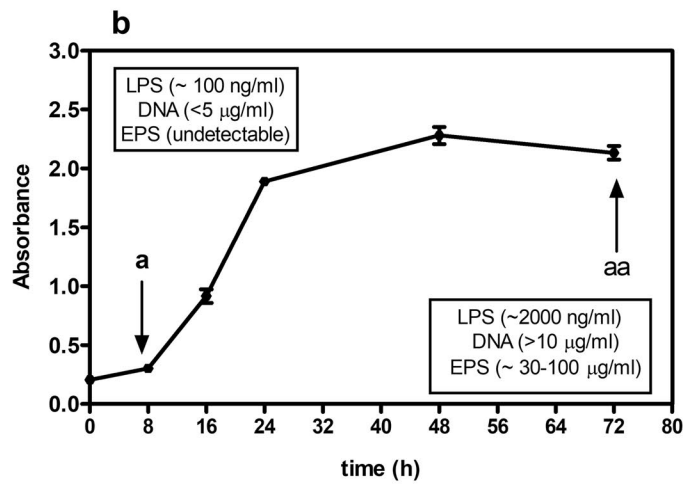 b
3.0
2.5
2.0
1.5
1.0
0.5
0.0
Absorbance
LPS (~ 100 ng/ml)
DNA (<5 μg/ml)
EPS (undetectable)
a
aa
LPS (~2000 ng/ml)
DNA (>10 μg/ml)
EPS (~ 30-100 μg/ml)
0 8 16 24 32 40 48 56 64 72 80
time (h)